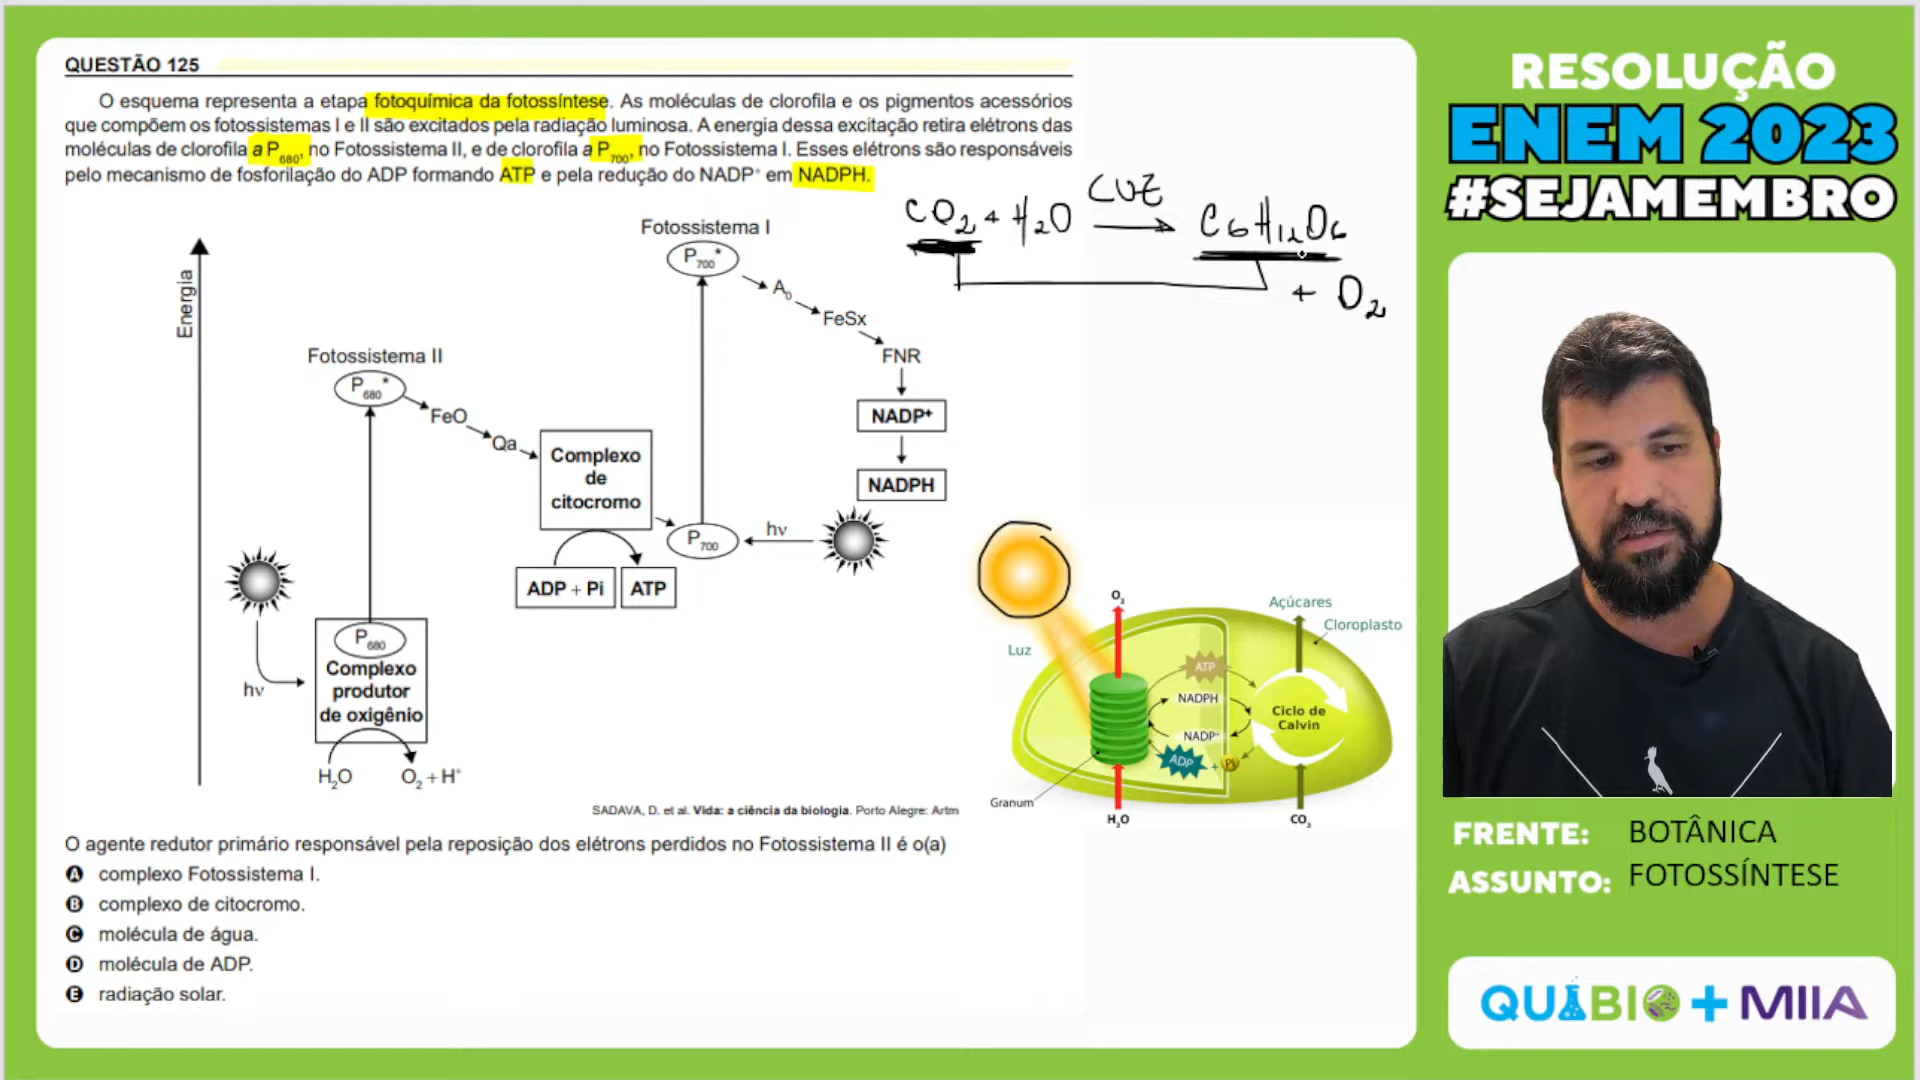 QUESTÃO 125
O esquema representa a etapa fotoquímica da fotossíntese. As moléculas de clorofila e os pigmentos acessórios
que compõem os fotossistemas I e II são excitados pela radiação luminosa. A energia dessa excitação retira elétrons das
moléculas de clorofila a P680, no Fotossistema II, e de clorofila a P700, no Fotossistema I. Esses elétrons são responsáveis
pelo mecanismo de fosforilação do ADP formando ATP e pela redução do NADP+ em NADPH.
CO2 + H2O LUZ → C6H12O6
+ O2
Energia
Fotossistema I
P700*
A0
FeSx
FNR
NADP+
NADPH
Fotossistema II
P680*
FeO
Qa
Complexo
de
citocromo
P700
hν
ADP + Pi
ATP
P680
Complexo
produtor
de oxigênio
hν
H2O
O2 + H+
SADAVA, D. et al. Vida: a ciência da biologia. Porto Alegre: Artm
Luz
O2
Açúcares
Cloroplasto
ATP
NADPH
NADP+
ADP + Pi
Ciclo de
Calvin
Granum
H2O
CO2
O agente redutor primário responsável pela reposição dos elétrons perdidos no Fotossistema II é o(a)
A complexo Fotossistema I.
B complexo de citocromo.
C molécula de água.
D molécula de ADP.
E radiação solar.
RESOLUÇÃO
ENEM 2023
#SEJAMEMBRO
FRENTE: BOTÂNICA
ASSUNTO: FOTOSSÍNTESE
QUIBIO + MIIA